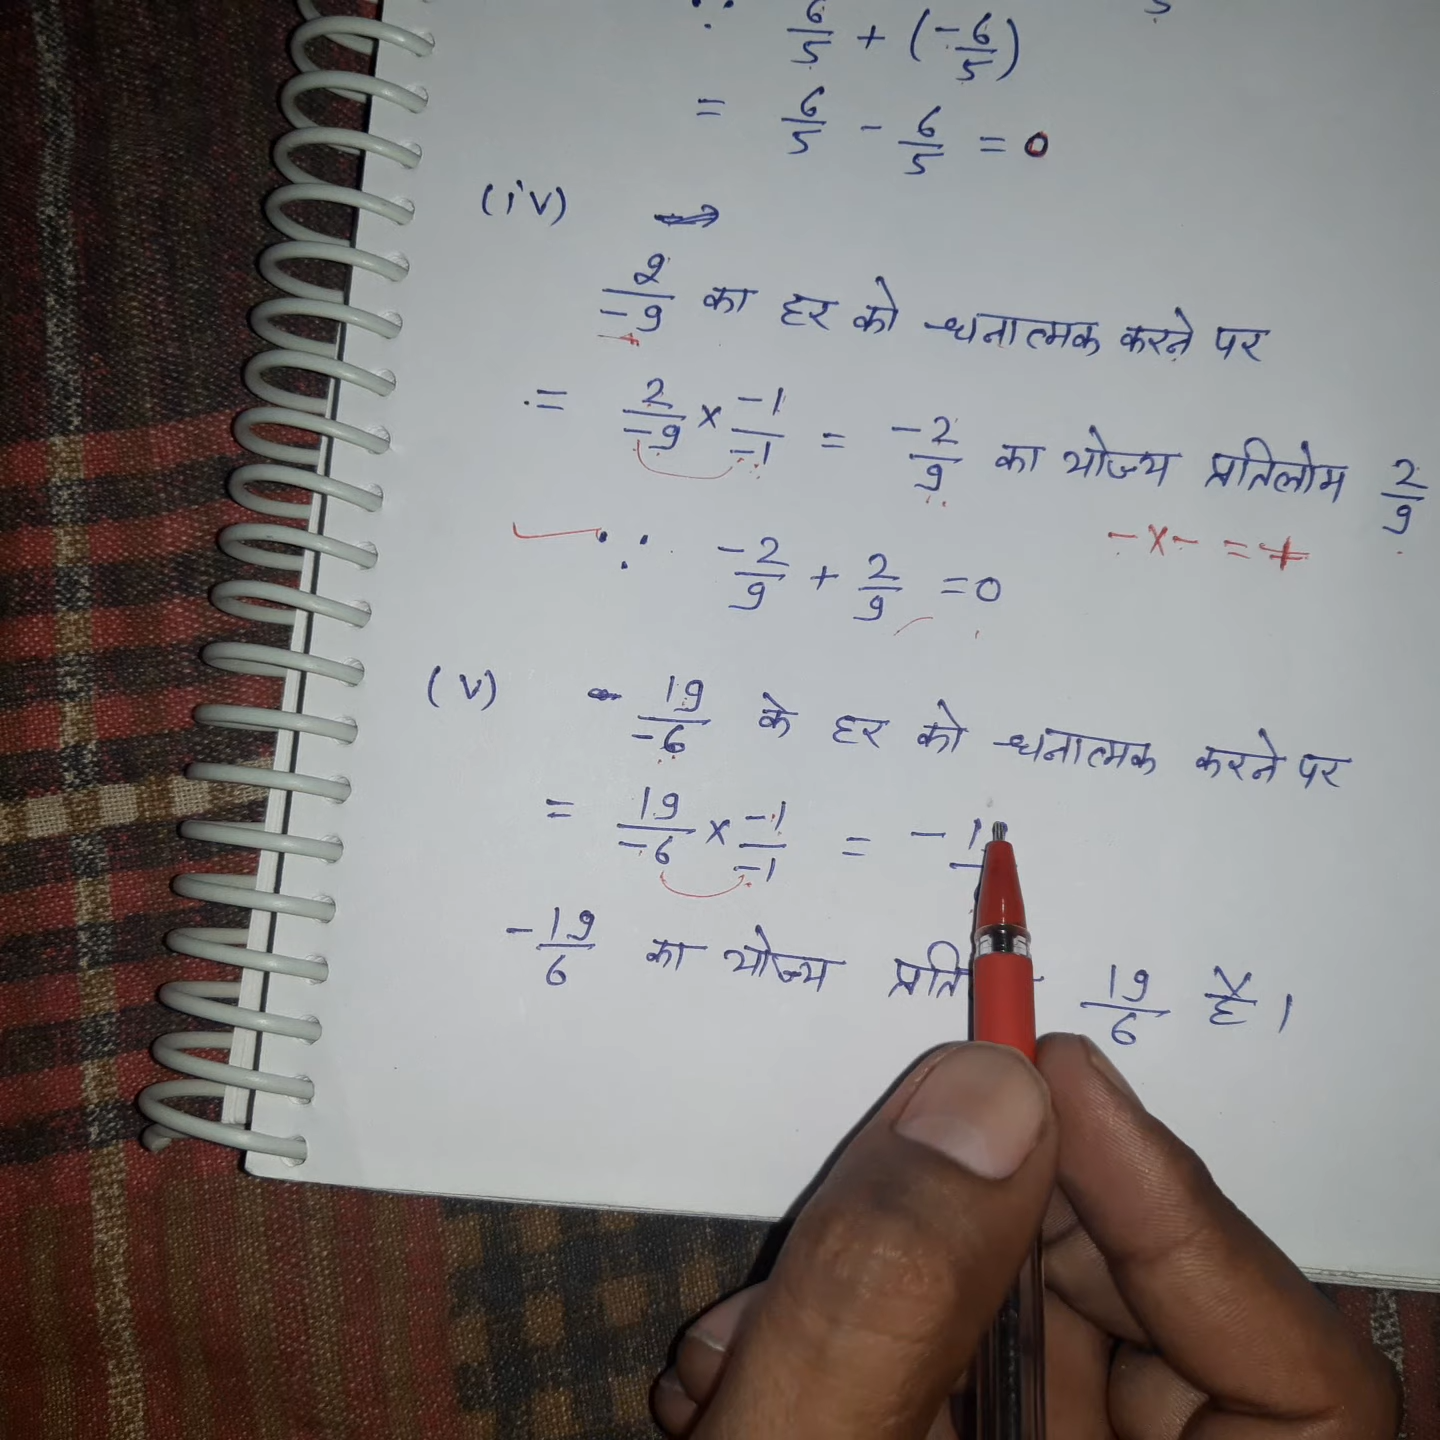 ∵ 6/5 + (-6/5)
= 6/5 - 6/5 = 0
(iv)
2/-9 का हर को धनात्मक करने पर
= 2/-9 × -1/-1 = -2/9 का योज्य प्रतिलोम 2/9
- × - = +
∵ -2/9 + 2/9 = 0
(v) 19/-6 के हर को धनात्मक करने पर
= 19/-6 × -1/-1 = -1
-19/6 का योज्य प्रति 19/6 है।